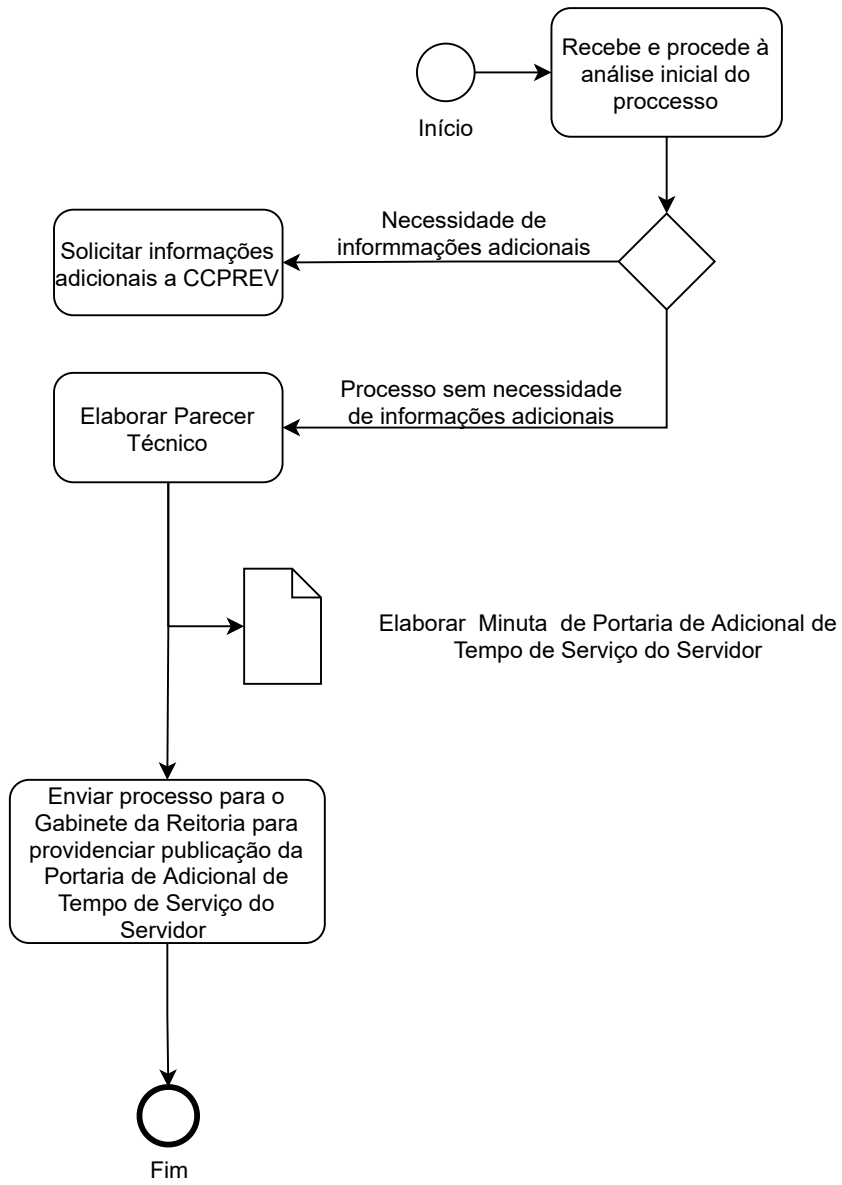 Recebe e procede à
análise inicial do
proccesso
Início
Necessidade de
informmações adicionais
Solicitar informações
adicionais a CCPREV
Processo sem necessidade
de informações adicionais
Elaborar Parecer
Técnico
Elaborar  Minuta  de Portaria de Adicional de
Tempo de Serviço do Servidor
Enviar processo para o
Gabinete da Reitoria para
providenciar publicação da
Portaria de Adicional de
Tempo de Serviço do
Servidor
Fim